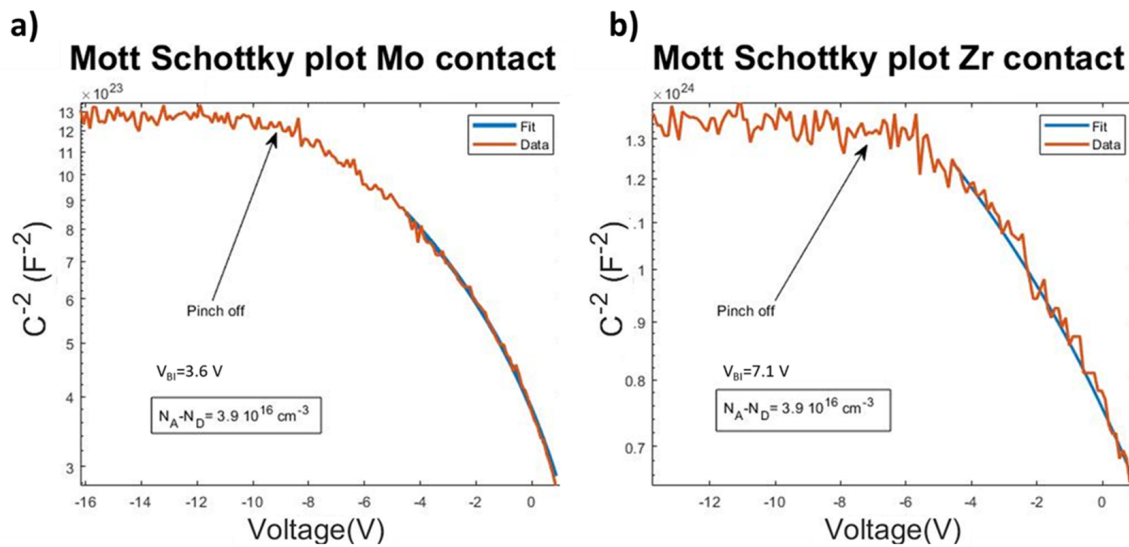 a)
Mott Schottky plot Mo contact
×10^23
13
12
11
10
9
8
7
6
5
4
3
C^-2 (F^-2)
Fit
Data
Pinch off
V_BI=3.6 V
N_A-N_D= 3.9 10^16 cm^-3
-16 -14 -12 -10 -8 -6 -4 -2 0
Voltage(V)
b)
Mott Schottky plot Zr contact
×10^24
1.3
1.2
1.1
1
0.9
0.8
0.7
C^-2 (F^-2)
Fit
Data
Pinch off
V_BI=7.1 V
N_A-N_D= 3.9 10^16 cm^-3
-12 -10 -8 -6 -4 -2 0
Voltage(V)